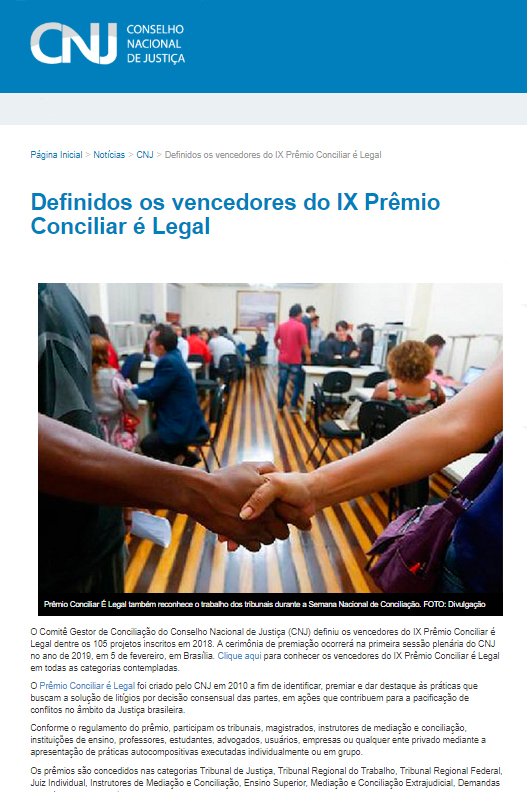 CNJ
CONSELHO
NACIONAL
DE JUSTIÇA
Página Inicial > Notícias > CNJ > Definidos os vencedores do IX Prêmio Conciliar é Legal
Definidos os vencedores do IX Prêmio
Conciliar é Legal
Prêmio Conciliar É Legal também reconhece o trabalho dos tribunais durante a Semana Nacional de Conciliação. FOTO: Divulgação
O Comitê Gestor de Conciliação do Conselho Nacional de Justiça (CNJ) definiu os vencedores do IX Prêmio Conciliar é
Legal dentre os 105 projetos inscritos em 2018. A cerimônia de premiação ocorrerá na primeira sessão plenária do CNJ
no ano de 2019, em 5 de fevereiro, em Brasília. Clique aqui para conhecer os vencedores do IX Prêmio Conciliar é Legal
em todas as categorias contempladas.
O Prêmio Conciliar é Legal foi criado pelo CNJ em 2010 a fim de identificar, premiar e dar destaque às práticas que
buscam a solução de litígios por decisão consensual das partes, em ações que contribuem para a pacificação de
conflitos no âmbito da Justiça brasileira.
Conforme o regulamento do prêmio, participam os tribunais, magistrados, instrutores de mediação e conciliação,
instituições de ensino, professores, estudantes, advogados, usuários, empresas ou qualquer ente privado mediante a
apresentação de práticas autocompositivas executadas individualmente ou em grupo.
Os prêmios são concedidos nas categorias Tribunal de Justiça, Tribunal Regional do Trabalho, Tribunal Regional Federal,
Juiz Individual, Instrutores de Mediação e Conciliação, Ensino Superior, Mediação e Conciliação Extrajudicial, Demandas